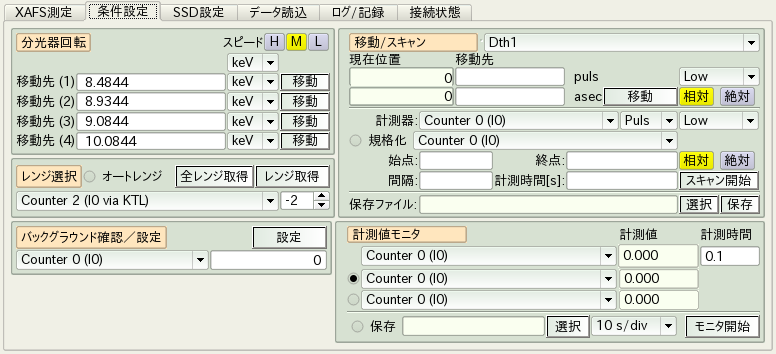 XAFS測定 条件設定 SSD設定 データ読込 ログ/記録 接続状態
分光器回転 スピード H M L
keV
移動先 (1) 8.4844 keV 移動
移動先 (2) 8.9344 keV 移動
移動先 (3) 9.0844 keV 移動
移動先 (4) 10.0844 keV 移動
レンジ選択 オートレンジ 全レンジ取得 レンジ取得
Counter 2 (I0 via KTL) -2
バックグラウンド確認／設定 設定
Counter 0 (I0) 0
移動/スキャン Dth1
現在位置 移動先
0 puls Low
0 asec 移動 相対 絶対
計測器: Counter 0 (I0) Puls Low
規格化 Counter 0 (I0)
始点: 終点: 相対 絶対
間隔: 計測時間[s]: スキャン開始
保存ファイル: 選択 保存
計測値モニタ 計測値 計測時間
Counter 0 (I0) 0.000 0.1
Counter 0 (I0) 0.000
Counter 0 (I0) 0.000
保存 選択 10 s/div モニタ開始